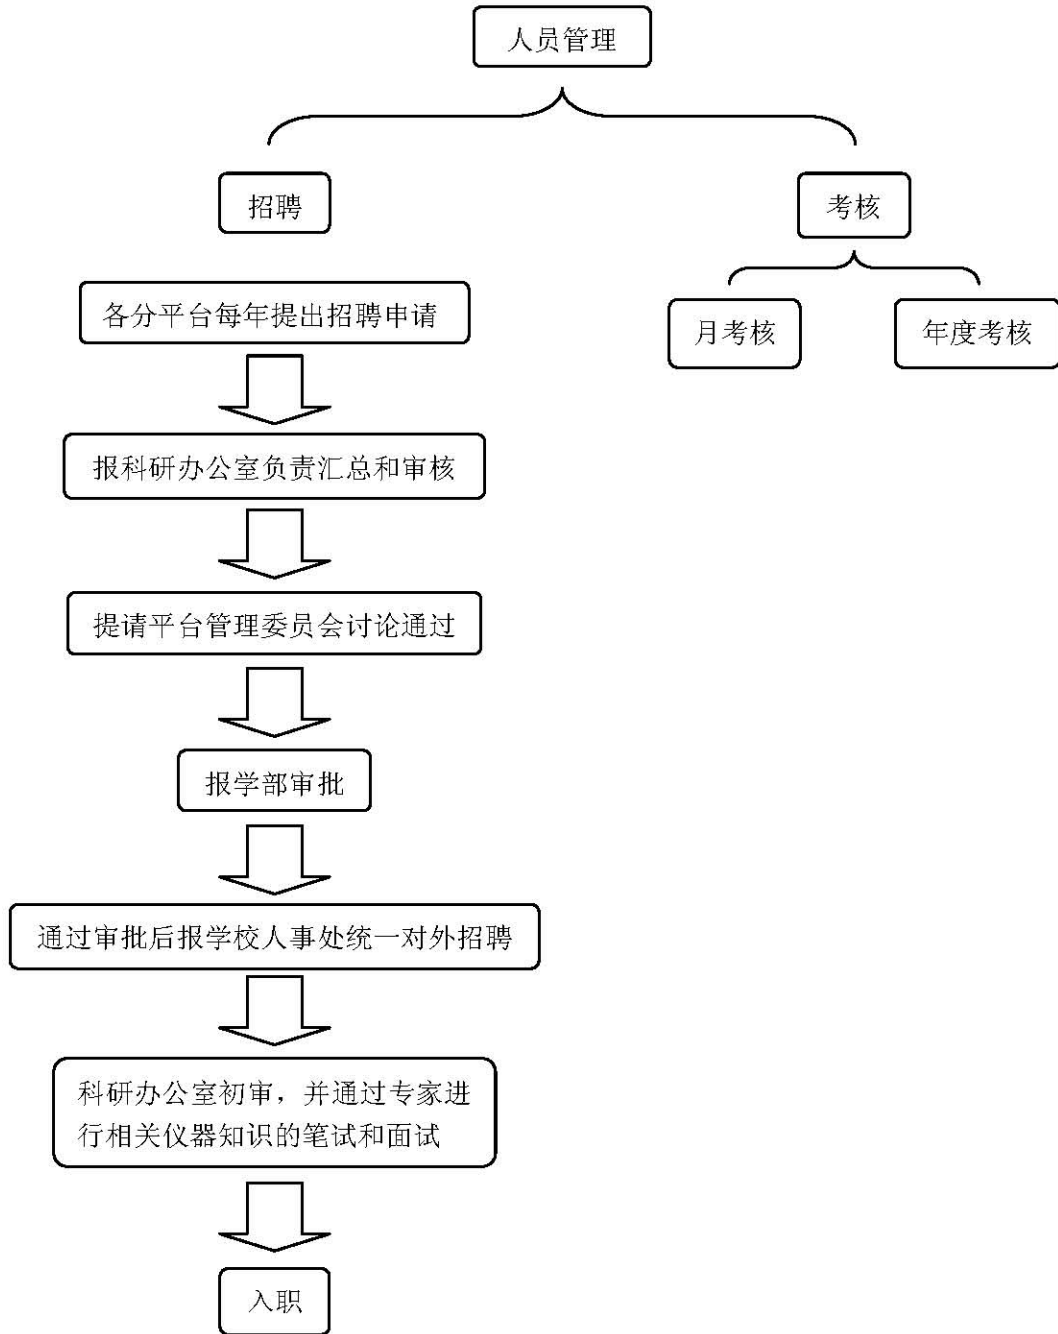 人员管理
招聘
考核
各分平台每年提出招聘申请
月考核
年度考核
报科研办公室负责汇总和审核
提请平台管理委员会讨论通过
报学部审批
通过审批后报学校人事处统一对外招聘
科研办公室初审，并通过专家进
行相关仪器知识的笔试和面试
入职